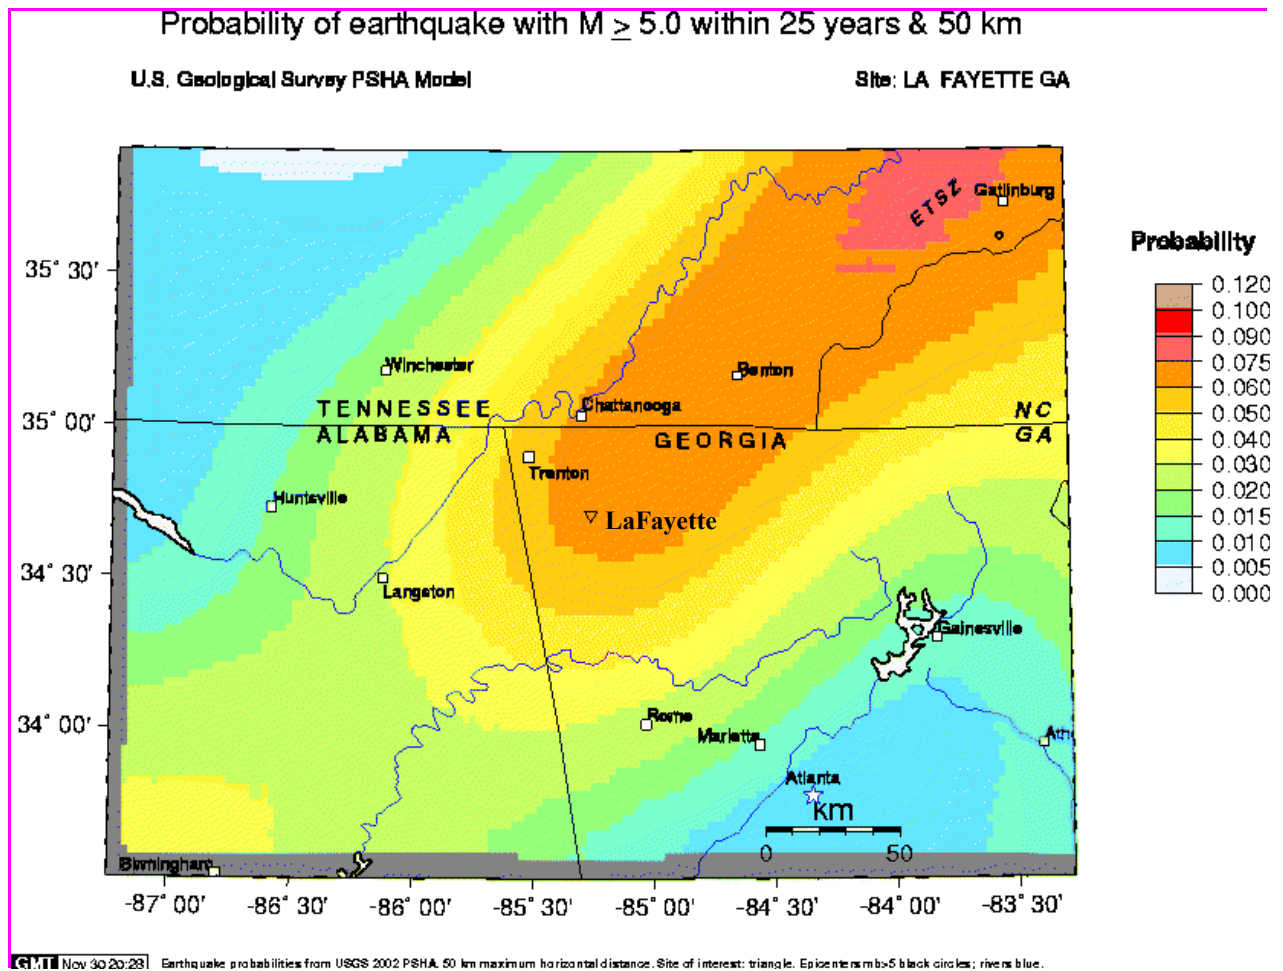 Probability of earthquake with M ≥ 5.0 within 25 years & 50 km
U.S. Geological Survey PSHA Model
Site: LA FAYETTE GA
ETSZ
Gatlinburg
Probability
35° 30'
0.120
0.100
0.090
0.075
0.060
0.050
0.040
0.030
0.020
0.015
0.010
0.005
0.000
Winchester
Benton
Chattanooga
TENNESSEE
NC
35° 00'
ALABAMA
GEORGIA
GA
Trenton
Huntsville
LaFayette
34° 30'
Langston
Gainesville
34° 00'
Rome
Marietta
Ath
Atlanta
km
0 50
Birmingham
-87° 00' -86° 30' -86° 00' -85° 30' -85° 00' -84° 30' -84° 00' -83° 30'
GMT Nov 30 20:28 Earthquake probabilities from USGS 2002 PSHA. 50 km maximum horizontal distance. Site of interest: triangle. Epicenters mb>5 black circles; rivers blue.